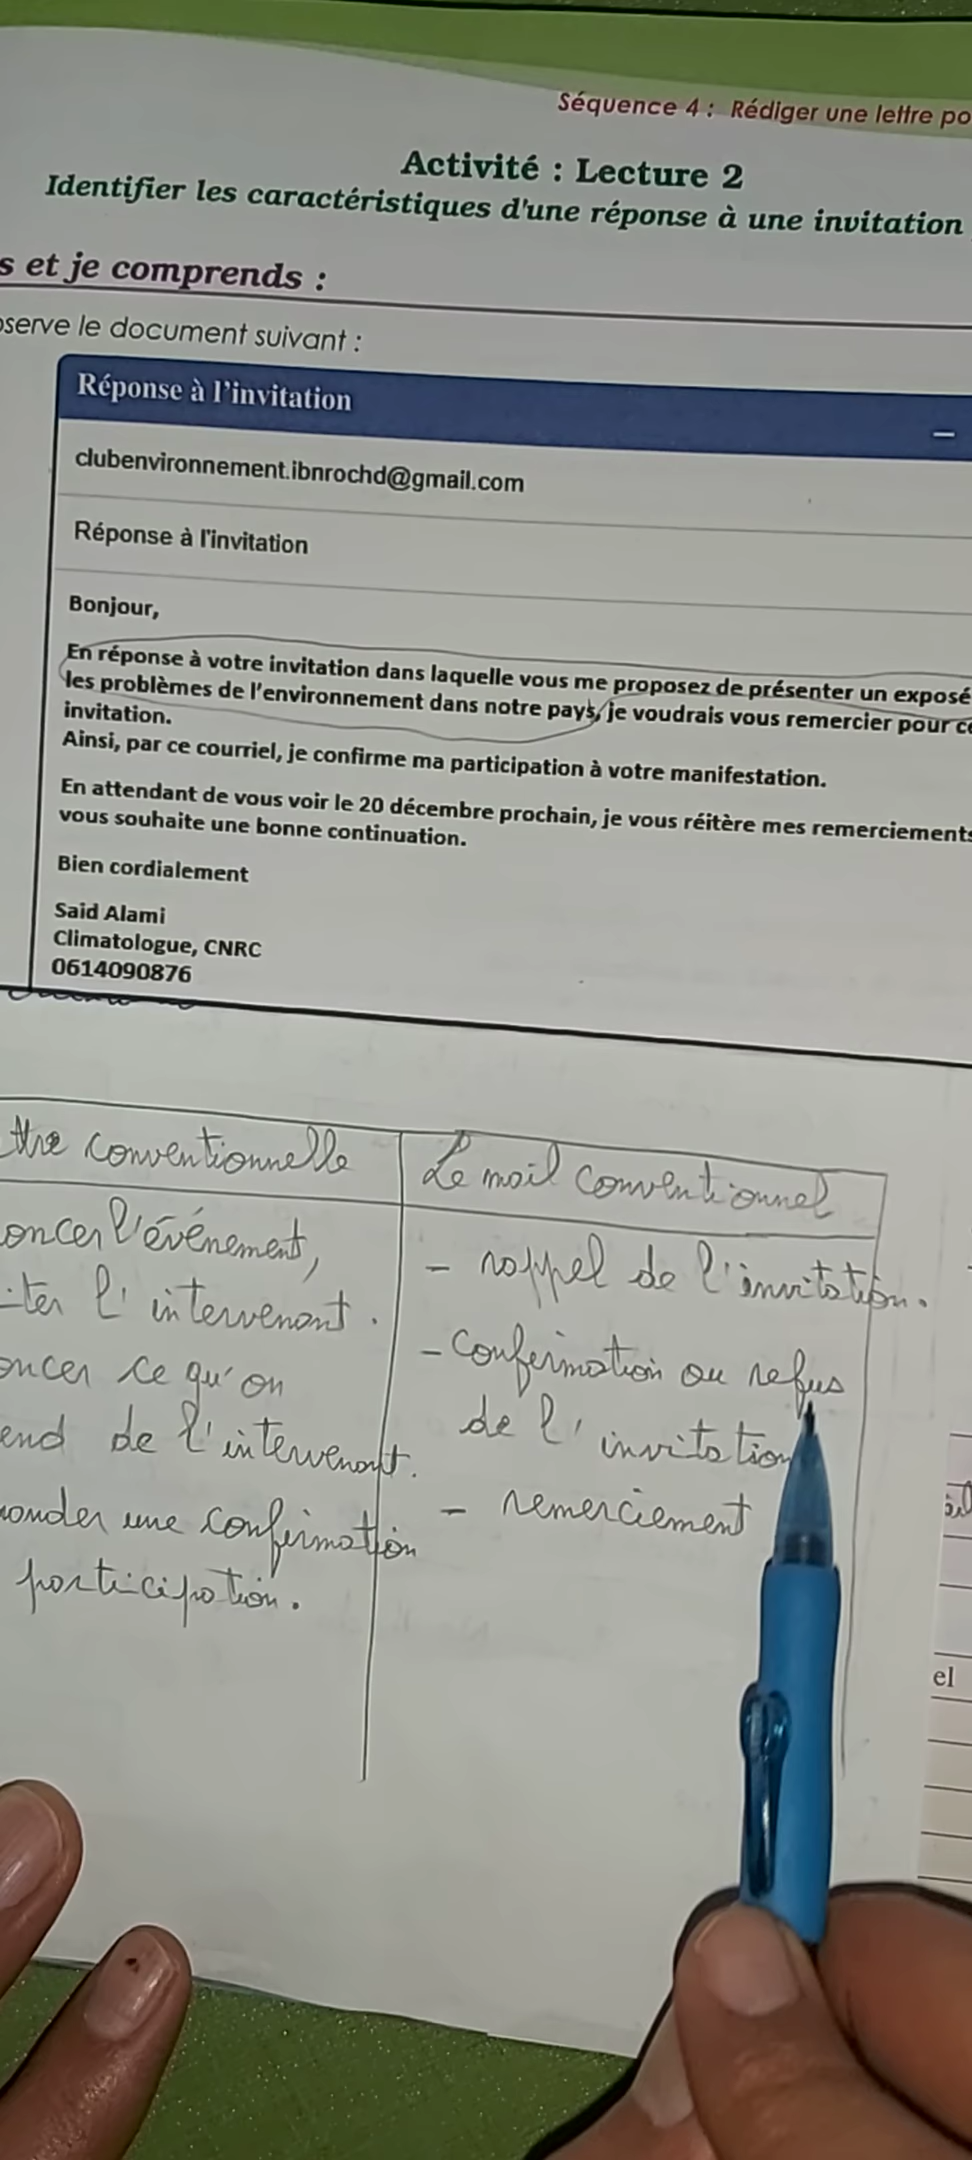 Séquence 4 : Rédiger une lettre po
Activité : Lecture 2
Identifier les caractéristiques d'une réponse à une invitation
s et je comprends :
serve le document suivant :
Réponse à l'invitation
clubenvironnement.ibnrochd@gmail.com
Réponse à l'invitation
Bonjour,
En réponse à votre invitation dans laquelle vous me proposez de présenter un exposé
les problèmes de l'environnement dans notre pays, je voudrais vous remercier pour ce
invitation.
Ainsi, par ce courriel, je confirme ma participation à votre manifestation.
En attendant de vous voir le 20 décembre prochain, je vous réitère mes remerciements
vous souhaite une bonne continuation.
Bien cordialement
Said Alami
Climatologue, CNRC
0614090876
ttre conventionnelle
Le mail conventionnel
oncer l'événement,
iter l'intervenant.
oncer ce qu'on
end de l'intervenant.
mander une confirmation
participation.
- rappel de l'invitation.
- Confirmation ou refus
de l'invitation
- remerciement
el